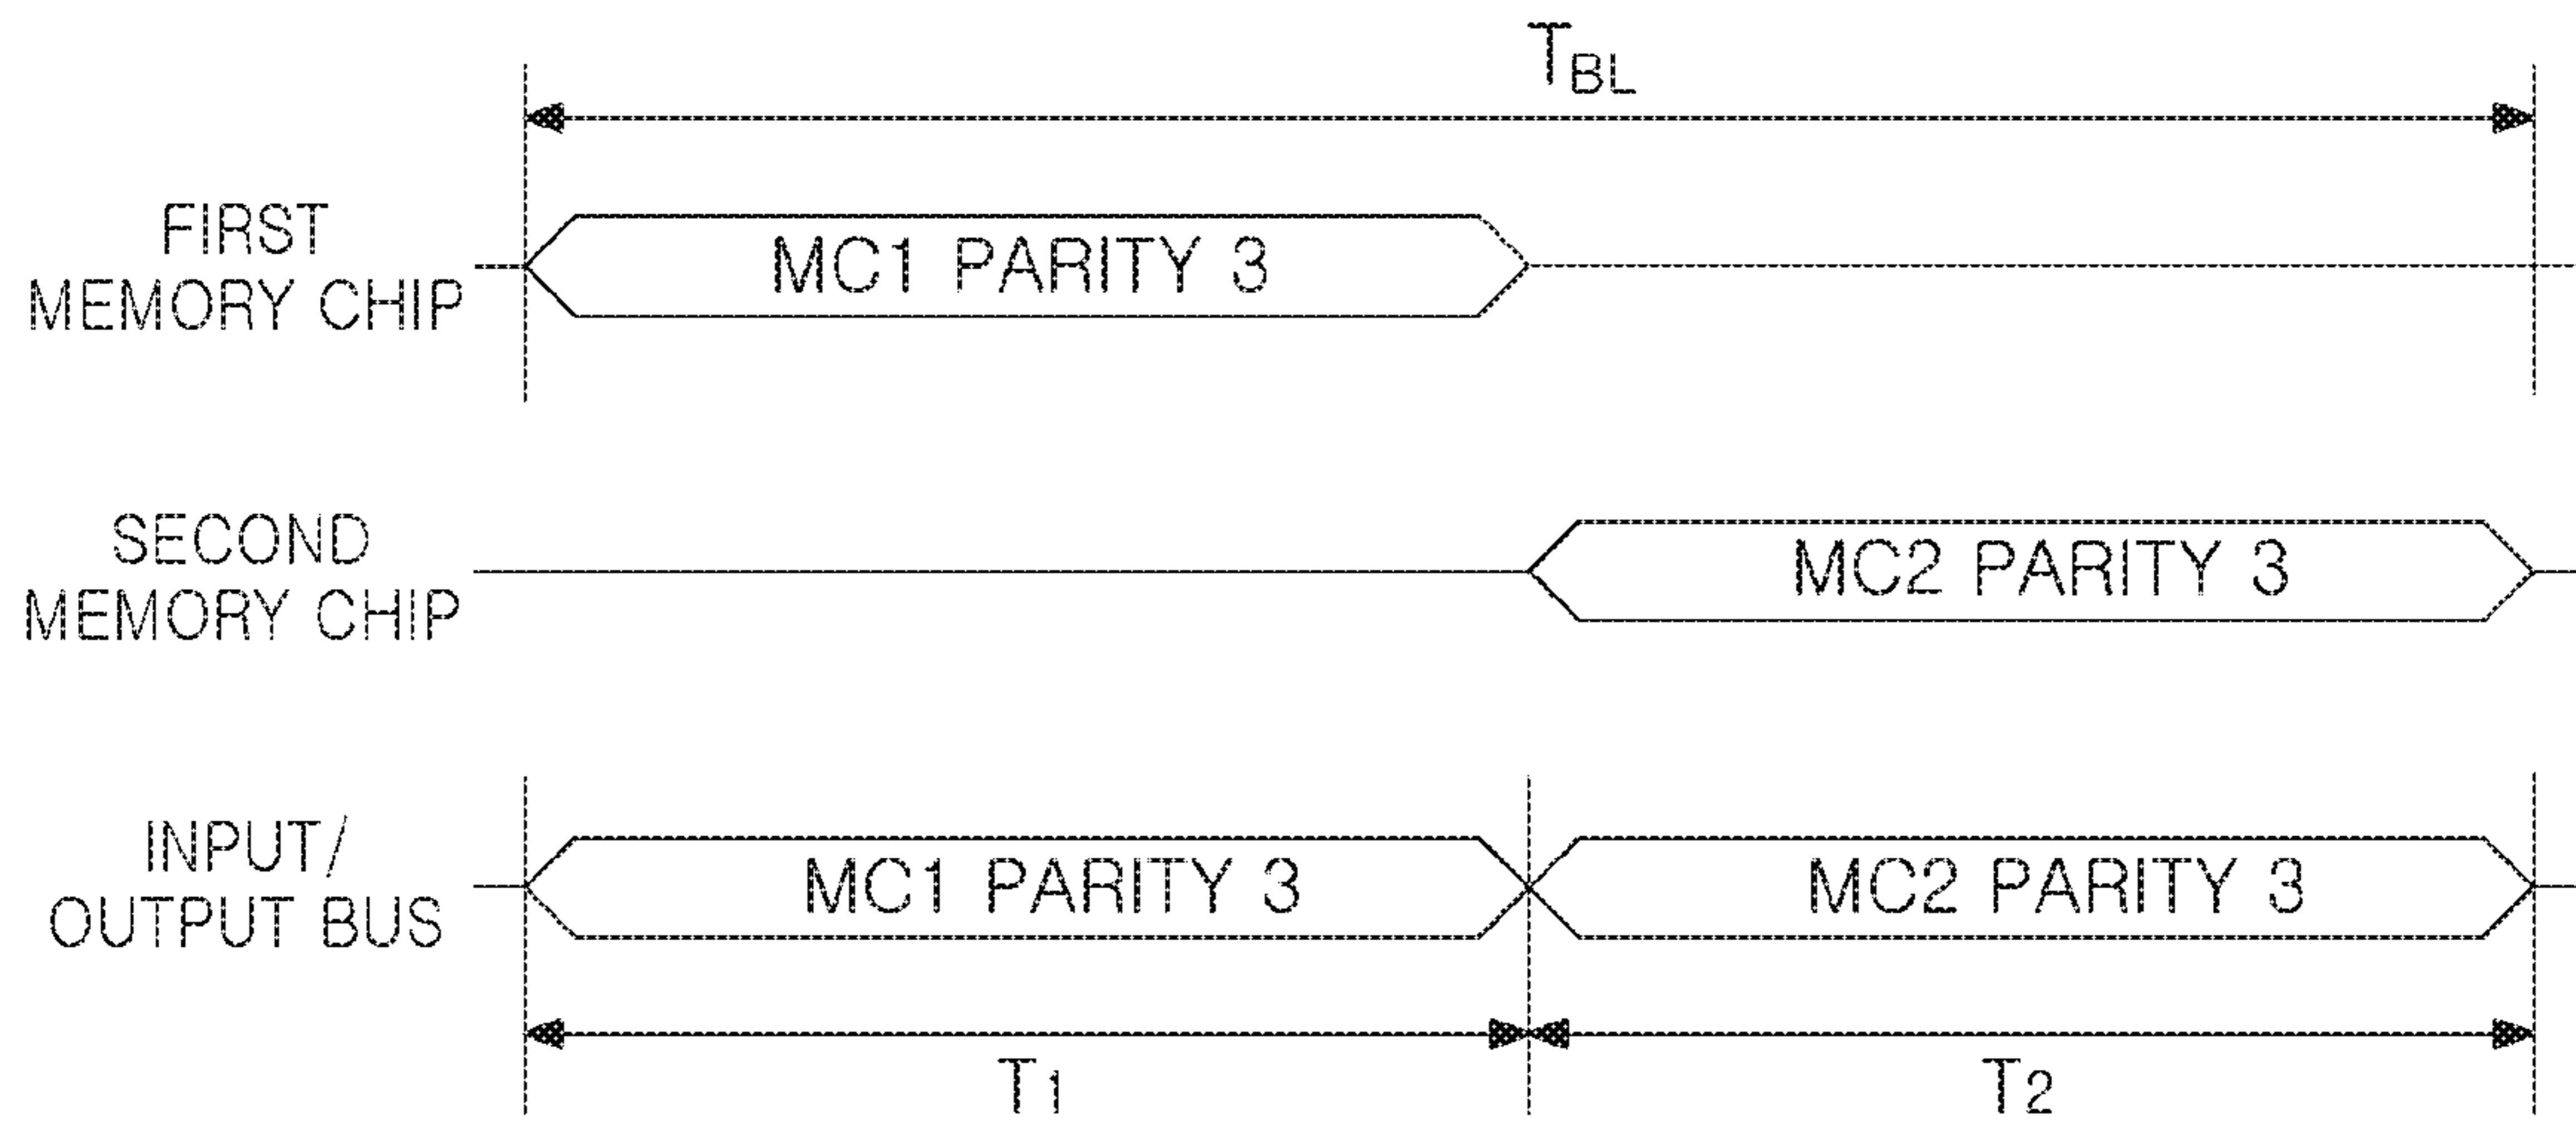 TBL
FIRST
MEMORY CHIP
MC1 PARITY 3
SECOND
MEMORY CHIP
MC2 PARITY 3
INPUT/
OUTPUT BUS
MC1 PARITY 3
MC2 PARITY 3
T1
T2